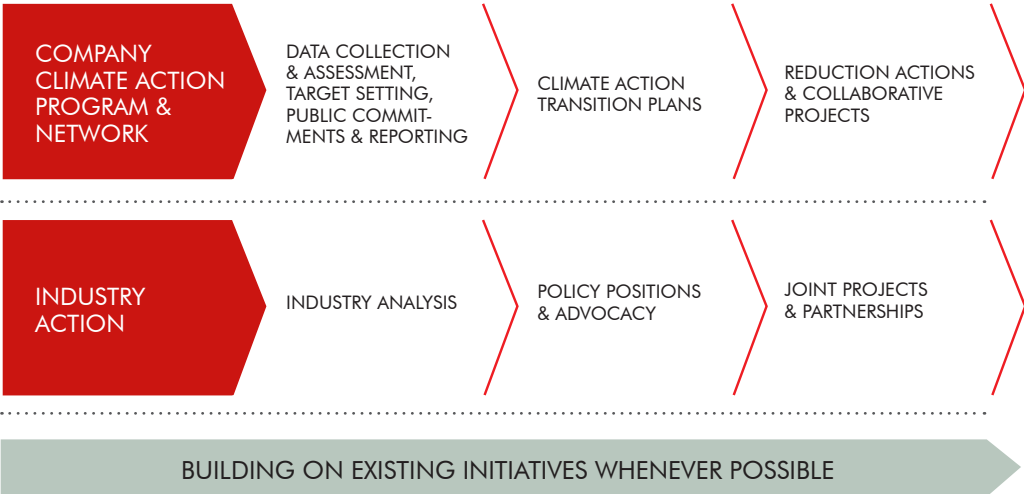 COMPANY
CLIMATE ACTION
PROGRAM &
NETWORK
DATA COLLECTION
& ASSESSMENT,
TARGET SETTING,
PUBLIC COMMIT-
MENTS & REPORTING
CLIMATE ACTION
TRANSITION PLANS
REDUCTION ACTIONS
& COLLABORATIVE
PROJECTS
INDUSTRY
ACTION
INDUSTRY ANALYSIS
POLICY POSITIONS
& ADVOCACY
JOINT PROJECTS
& PARTNERSHIPS
BUILDING ON EXISTING INITIATIVES WHENEVER POSSIBLE